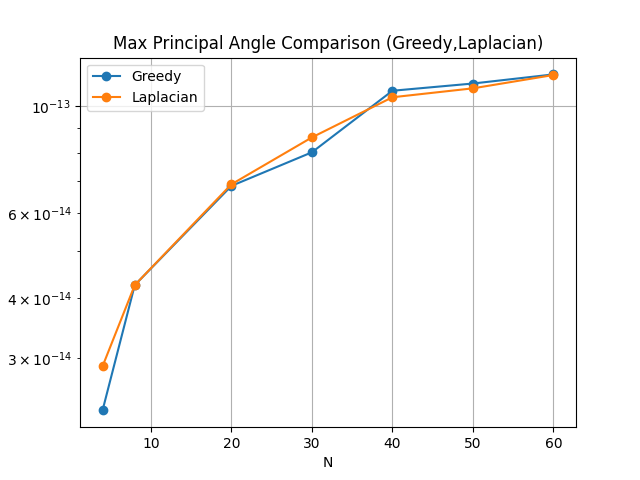 Max Principal Angle Comparison (Greedy,Laplacian)
Greedy
Laplacian
10⁻¹³
6 × 10⁻¹⁴
4 × 10⁻¹⁴
3 × 10⁻¹⁴
10 20 30 40 50 60
N